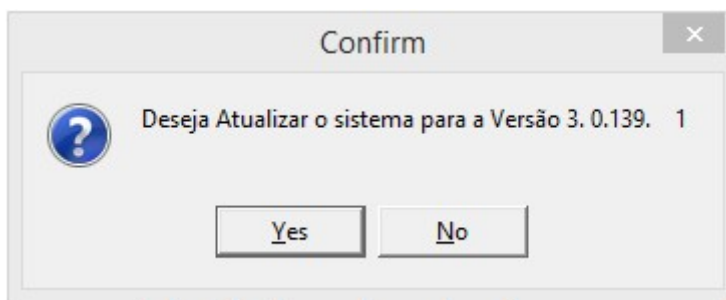 Confirm
Deseja Atualizar o sistema para a Versão 3. 0.139.   1
Yes
No